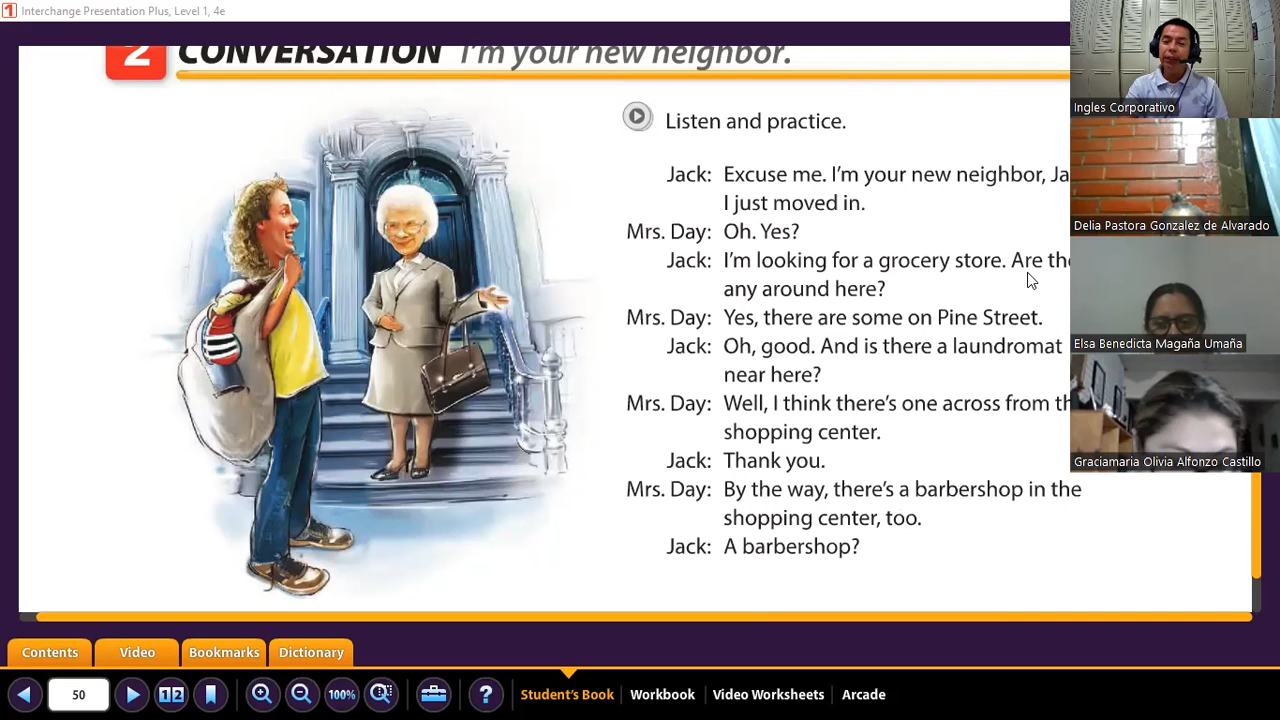 Interchange Presentation Plus, Level 1, 4e
2 CONVERSATION I'm your new neighbor.
Listen and practice.
Jack: Excuse me. I'm your new neighbor,
I just moved in.
Mrs. Day: Oh. Yes?
Jack: I'm looking for a grocery store. Are
any around here?
Mrs. Day: Yes, there are some on Pine Street.
Jack: Oh, good. And is there a laundromat
near here?
Mrs. Day: Well, I think there's one across from
shopping center.
Jack: Thank you.
Mrs. Day: By the way, there's a barbershop in the
shopping center, too.
Jack: A barbershop?
Ingles Corporativo
Delia Pastora Gonzalez de Alvarado
Elsa Benedicta Magaña Umaña
Graciamaria Olivia Alfonzo Castillo
Contents Video Bookmarks Dictionary
50 1 2 100% ? Student's Book Workbook Video Worksheets Arcade